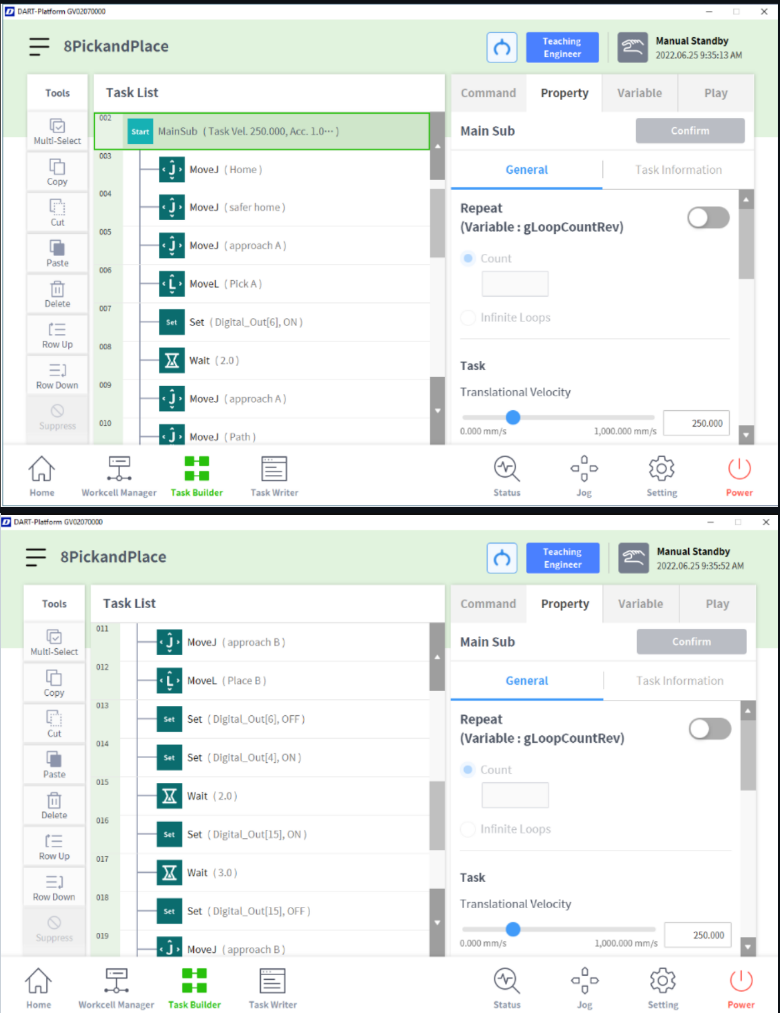 DART-Platform GV02070000
8PickandPlace
Teaching
Engineer
Manual Standby
2022.06.25 9:35:13 AM
Tools
Task List
Command
Property
Variable
Play
Multi-Select
Copy
Cut
Paste
Delete
Row Up
Row Down
Suppress
002 Start MainSub ( Task Vel. 250.000, Acc. 1.0⋯ )
003 MoveJ ( Home )
004 MoveJ ( safer home )
005 MoveJ ( approach A )
006 MoveL ( Pick A )
007 Set Set ( Digital_Out[6], ON )
008 Wait ( 2.0 )
009 MoveJ ( approach A )
010 MoveJ ( Path )
Main Sub
Confirm
General
Task Information
Repeat
(Variable : gLoopCountRev)
Count
Infinite Loops
Task
Translational Velocity
250.000
0.000 mm/s
1,000.000 mm/s
Home
Workcell Manager
Task Builder
Task Writer
Status
Jog
Setting
Power
DART-Platform GV02070000
8PickandPlace
Teaching
Engineer
Manual Standby
2022.06.25 9:35:52 AM
Tools
Task List
Command
Property
Variable
Play
Multi-Select
Copy
Cut
Paste
Delete
Row Up
Row Down
Suppress
011 MoveJ ( approach B )
012 MoveL ( Place B )
013 Set Set ( Digital_Out[6], OFF )
014 Set Set ( Digital_Out[4], ON )
015 Wait ( 2.0 )
016 Set Set ( Digital_Out[15], ON )
017 Wait ( 3.0 )
018 Set Set ( Digital_Out[15], OFF )
019 MoveJ ( approach B )
Main Sub
Confirm
General
Task Information
Repeat
(Variable : gLoopCountRev)
Count
Infinite Loops
Task
Translational Velocity
250.000
0.000 mm/s
1,000.000 mm/s
Home
Workcell Manager
Task Builder
Task Writer
Status
Jog
Setting
Power